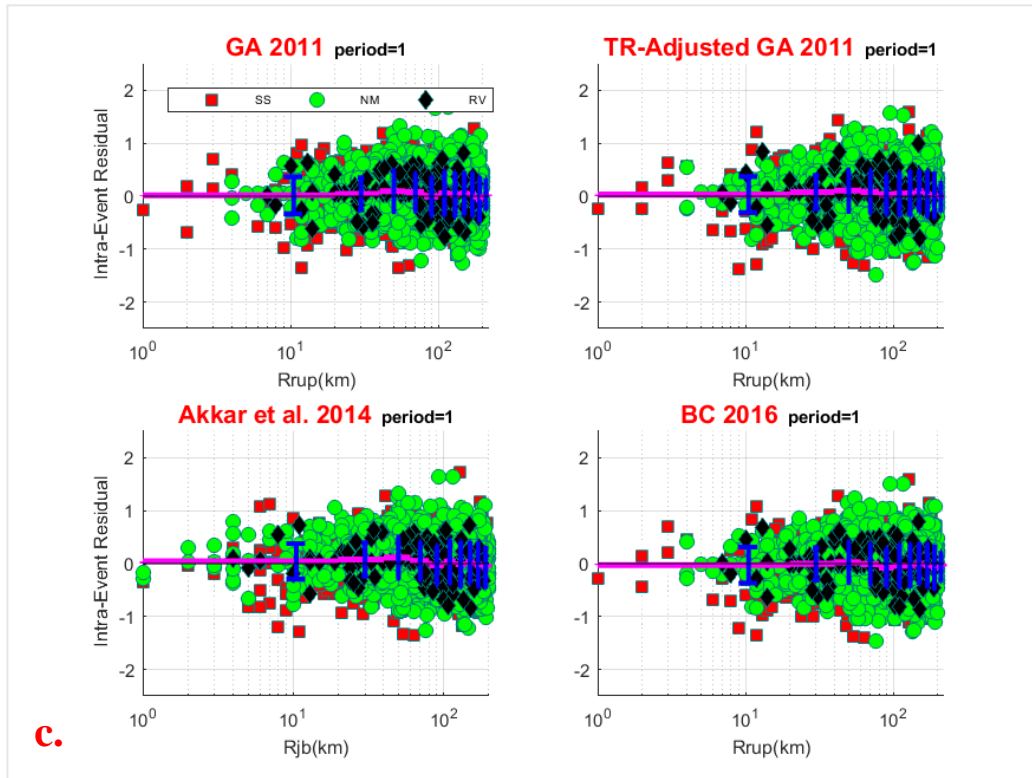 GA 2011 period=1
TR-Adjusted GA 2011 period=1
SS NM RV
Intra-Event Residual
2
1
0
-1
-2
10^0 10^1 10^2
Rrup(km)
2
1
0
-1
-2
10^0 10^1 10^2
Rrup(km)
Akkar et al. 2014 period=1
BC 2016 period=1
Intra-Event Residual
2
1
0
-1
-2
10^0 10^1 10^2
Rjb(km)
2
1
0
-1
-2
10^0 10^1 10^2
Rrup(km)
c.